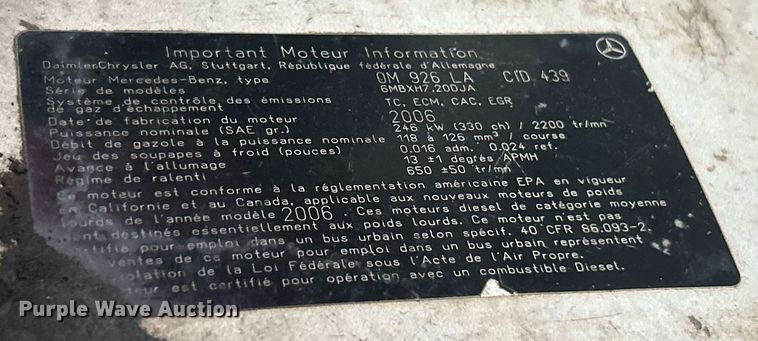 Important Moteur Information
DaimlerChrysler AG, Stuttgart, République fédérale d'Allemagne
Moteur Mercedes-Benz, type OM 926 LA CID 439
Série de modèles 6MBXH7.20DJA
Système de contrôle des émissions
de gaz d'échappement TC, ECM, CAC, EGR
Date de fabrication du moteur 2006
Puissance nominale (SAE gr.) 246 kW (330 ch) / 2200 tr/mn
Débit de gazole à la puissance nominale 118 à 126 mm³ / course
Jeu des soupapes à froid (pouces) 0.016 adm. 0.024 ref.
Avance à l'allumage 13 ±1 degrés APMH
Régime de ralenti 650 ±50 tr/mn
Ce moteur est conforme à la réglementation américaine EPA en vigueur
en Californie et au Canada, applicable aux nouveaux moteurs de poids
lourds de l'année modèle 2006. Ces moteurs diesel de catégorie moyenne
sont destinés essentiellement aux poids lourds. Ce moteur n'est pas
certifié pour emploi dans un bus urbain selon spécif. 40 CFR 86.093-2.
ventes de ce moteur pour emploi dans un bus urbain représentent
olation de la Loi Fédérale sous l'Acte de l'Air Propre.
teur est certifié pour opération avec un combustible Diesel.
Purple Wave Auction